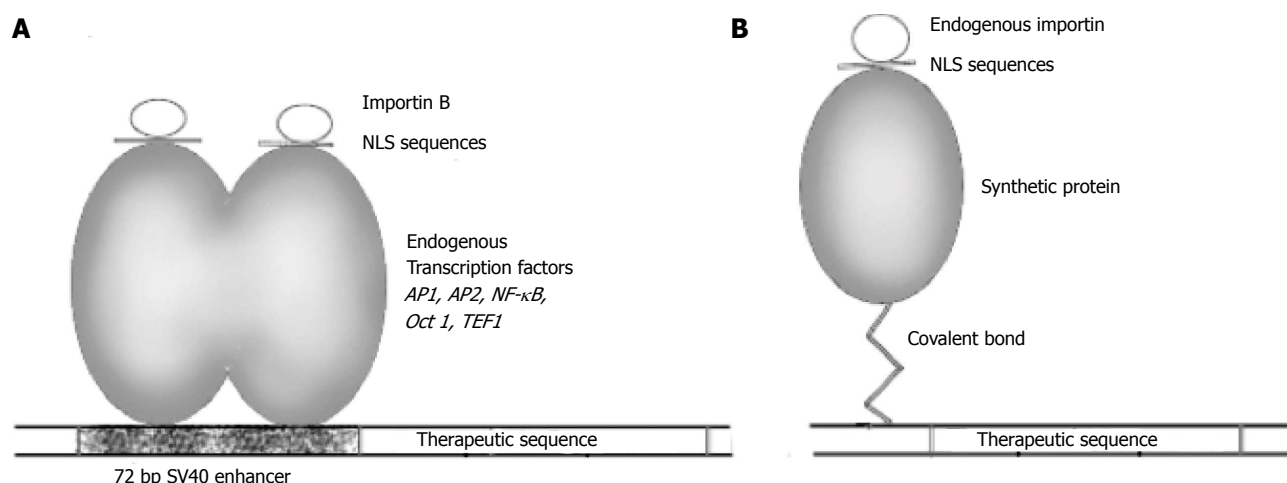 A
Importin B
NLS sequences
Endogenous
Transcription factors
AP1, AP2, NF-κB,
Oct 1, TEF1
Therapeutic sequence
72 bp SV40 enhancer
B
Endogenous importin
NLS sequences
Synthetic protein
Covalent bond
Therapeutic sequence